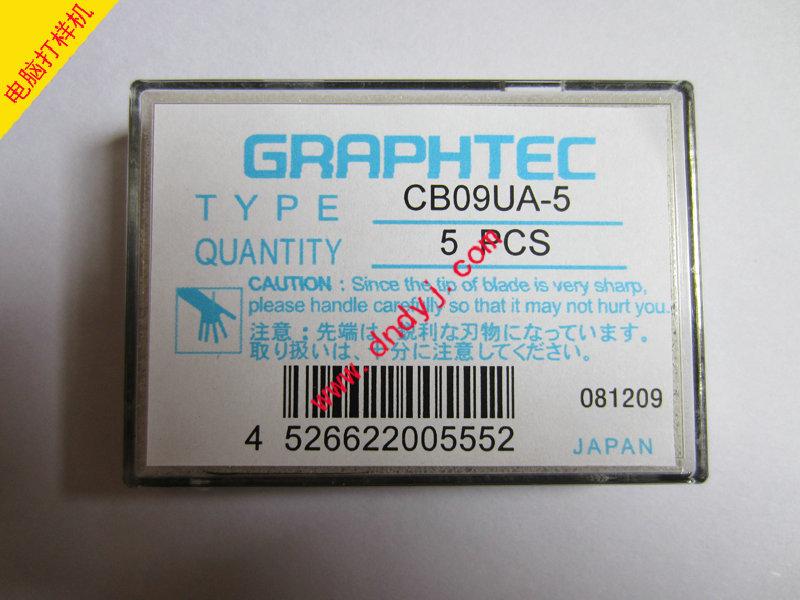 电脑打样机
GRAPHTEC
TYPE CB09UA-5
QUANTITY 5 PCS
CAUTION : Since the tip of blade is very sharp,
please handle carefully so that it may not hurt you.
注意：先端は、鋭利な刃物になっています。
取り扱いは、十分に注意してください。
www.dndyjj.com
4 526622005552
081209
JAPAN